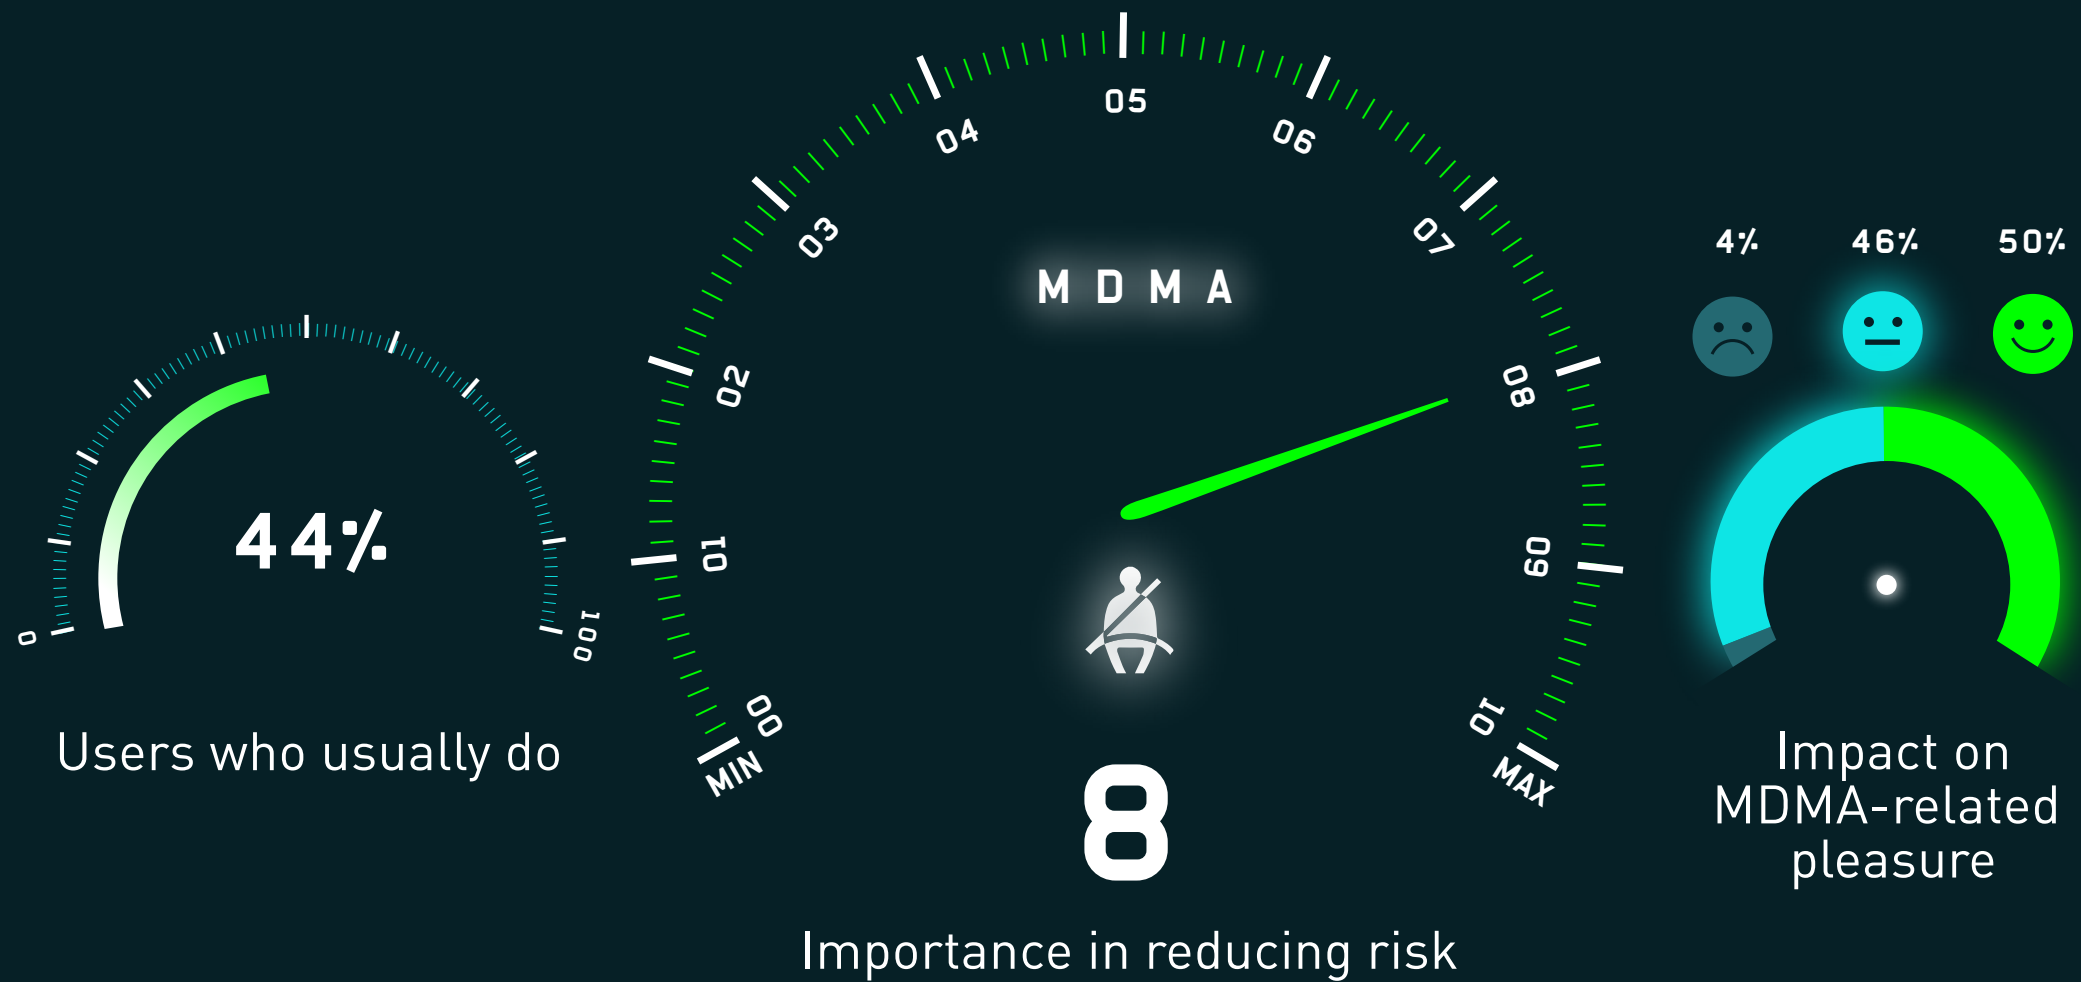 0
44%
100
Users who usually do
MIN
00
01
02
03
04
05
06
07
08
09
10
MAX
MDMA
8
Importance in reducing risk
4% 46% 50%
Impact on
MDMA-related
pleasure